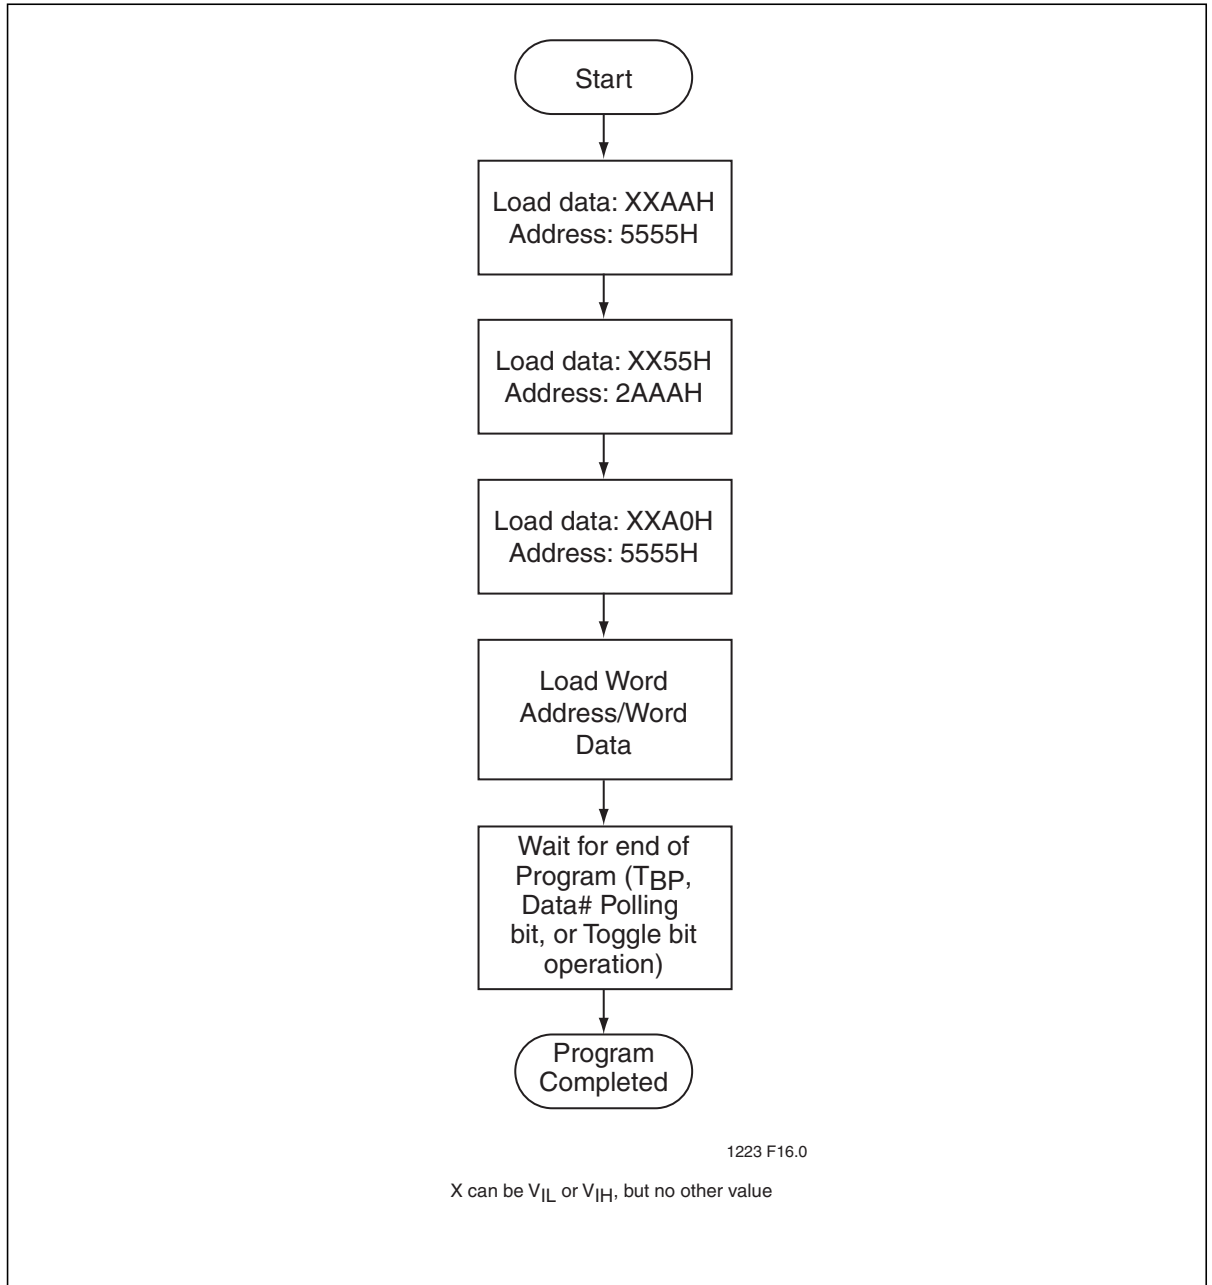 Start
Load data: XXAAH
Address: 5555H
Load data: XX55H
Address: 2AAAH
Load data: XXA0H
Address: 5555H
Load Word
Address/Word
Data
Wait for end of
Program (TBP,
Data# Polling
bit, or Toggle bit
operation)
Program
Completed
1223 F16.0
X can be VIL or VIH, but no other value